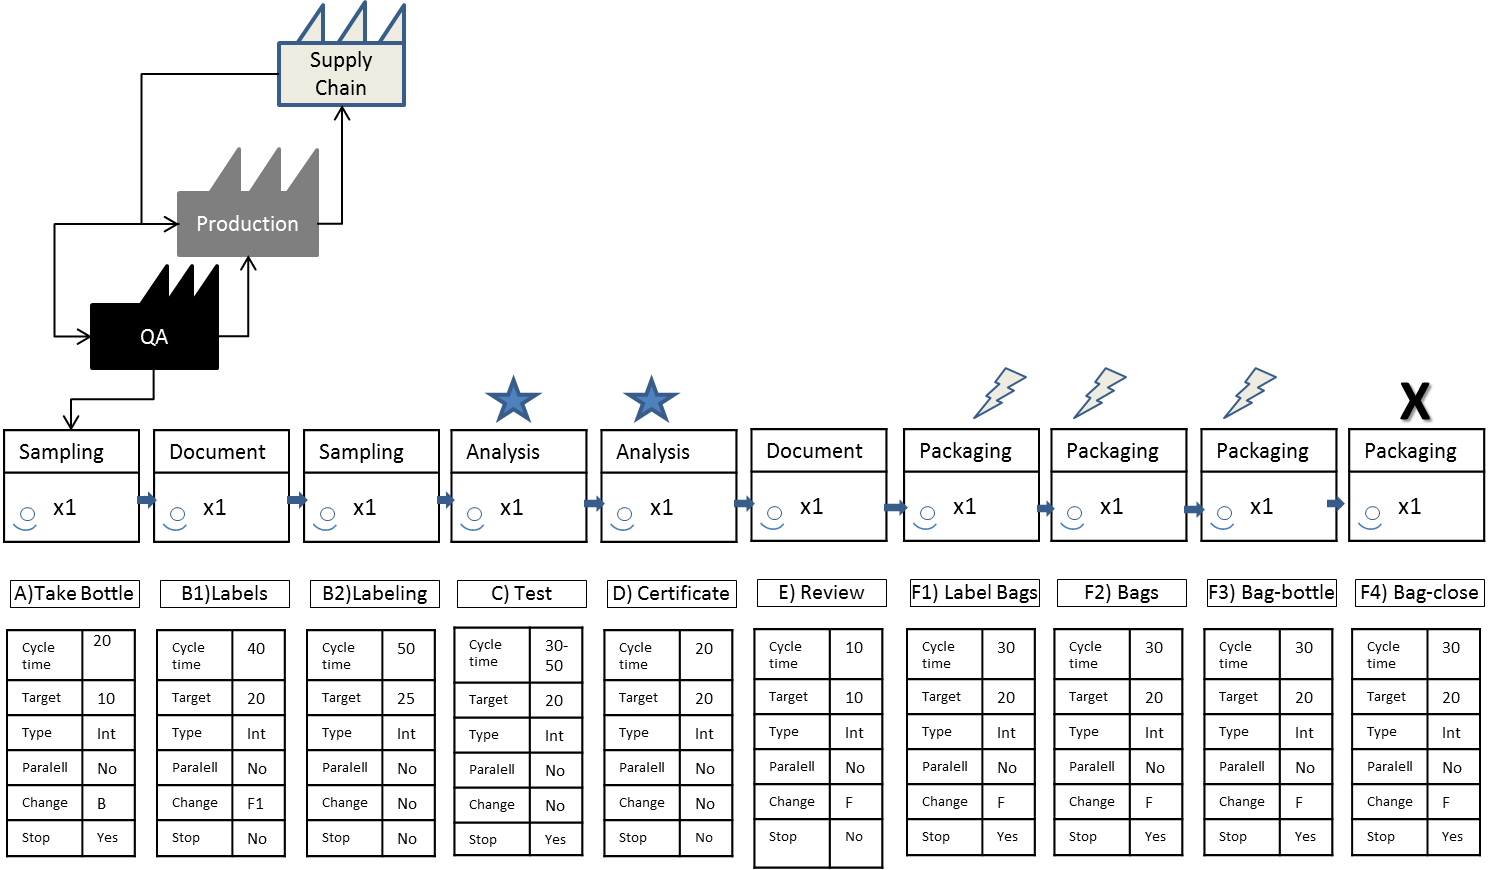 Supply
Chain
Production
QA
X
Sampling
Document
Sampling
Analysis
Analysis
Document
Packaging
Packaging
Packaging
Packaging
x1
x1
x1
x1
x1
x1
x1
x1
x1
x1
A)Take Bottle
B1)Labels
B2)Labeling
C) Test
D) Certificate
E) Review
F1) Label Bags
F2) Bags
F3) Bag-bottle
F4) Bag-close
Cycle
time
20
Target
10
Type
Int
Paralell
No
Change
B
Stop
Yes
Cycle
time
40
Target
20
Type
Int
Paralell
No
Change
F1
Stop
No
Cycle
time
50
Target
25
Type
Int
Paralell
No
Change
No
Stop
No
Cycle
time
30-
50
Target
20
Type
Int
Paralell
No
Change
No
Stop
Yes
Cycle
time
20
Target
20
Type
Int
Paralell
No
Change
No
Stop
No
Cycle
time
10
Target
10
Type
Int
Paralell
No
Change
F
Stop
No
Cycle
time
30
Target
20
Type
Int
Paralell
No
Change
F
Stop
Yes
Cycle
time
30
Target
20
Type
Int
Paralell
No
Change
F
Stop
Yes
Cycle
time
30
Target
20
Type
Int
Paralell
No
Change
F
Stop
Yes
Cycle
time
30
Target
20
Type
Int
Paralell
No
Change
F
Stop
Yes